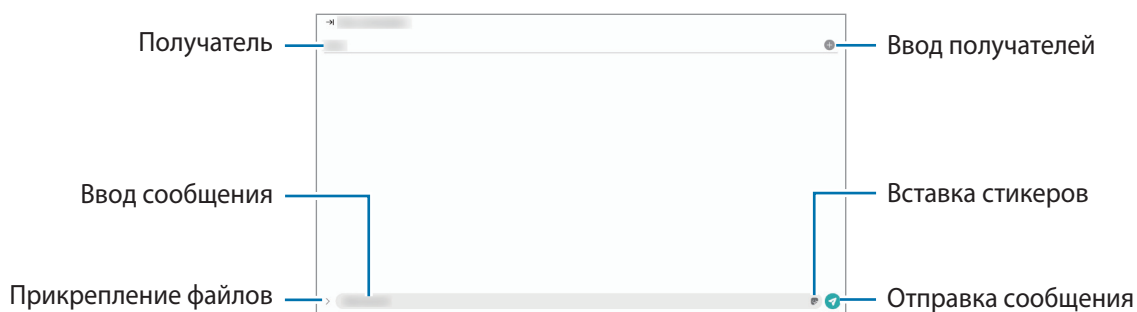 Получатель
Ввод получателей
Ввод сообщения
Вставка стикеров
Прикрепление файлов
Отправка сообщения